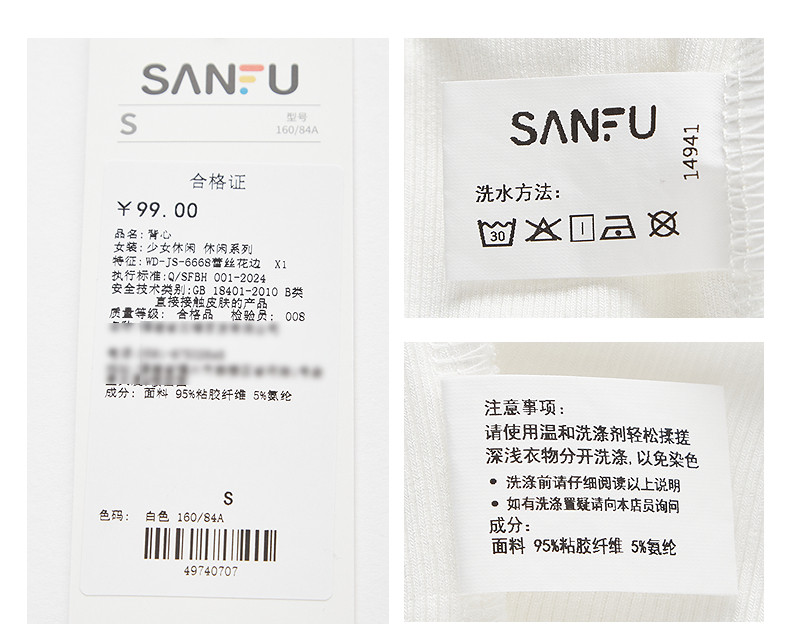 SANFU
S
型号
160/84A
合格证
￥99.00
品名:背心
女装:少女休闲 休闲系列
特征:WD-JS-6668蕾丝花边 X1
执行标准:Q/SFBH 001-2024
安全技术类别:GB 18401-2010 B类
直接接触皮肤的产品
质量等级: 合格品 检验员: 008
成分: 面料 95%粘胶纤维 5%氨纶
S
色码: 白色 160/84A
49740707
SANFU
14941
洗水方法:
30
注意事项:
请使用温和洗涤剂轻松揉搓
深浅衣物分开洗涤,以免染色
• 洗涤前请仔细阅读以上说明
• 如有洗涤置疑请向本店员询问
成分:
面料 95%粘胶纤维 5%氨纶